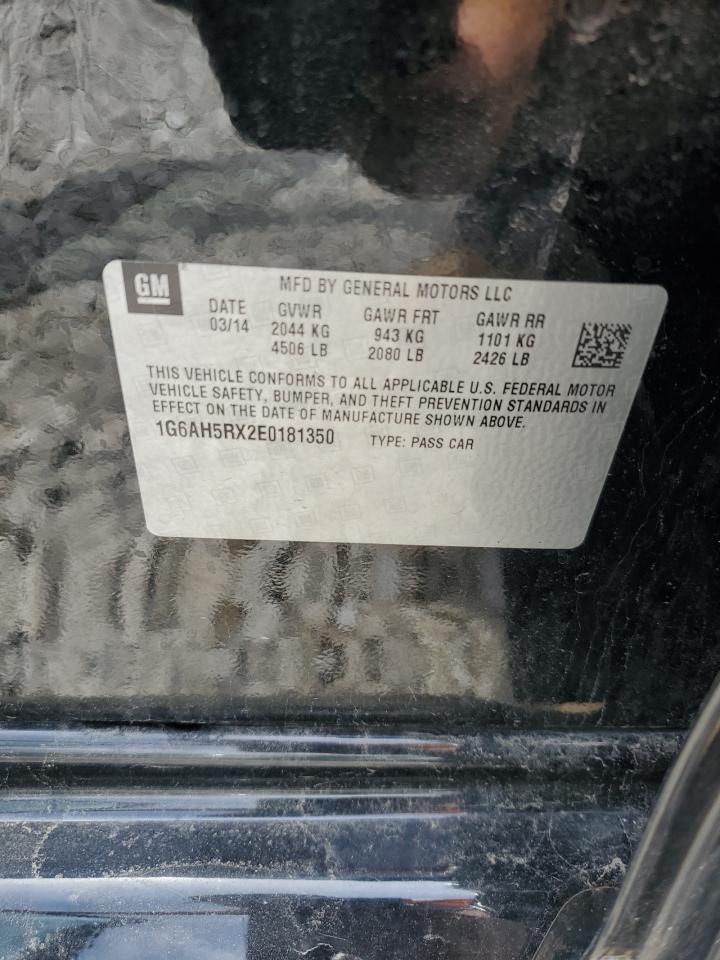 GM
MFD BY GENERAL MOTORS LLC
DATE GVWR GAWR FRT GAWR RR
03/14 2044 KG 943 KG 1101 KG
4506 LB 2080 LB 2426 LB
THIS VEHICLE CONFORMS TO ALL APPLICABLE U.S. FEDERAL MOTOR
VEHICLE SAFETY, BUMPER, AND THEFT PREVENTION STANDARDS IN
EFFECT ON THE DATE OF MANUFACTURE SHOWN ABOVE.
1G6AH5RX2E0181350 TYPE: PASS CAR